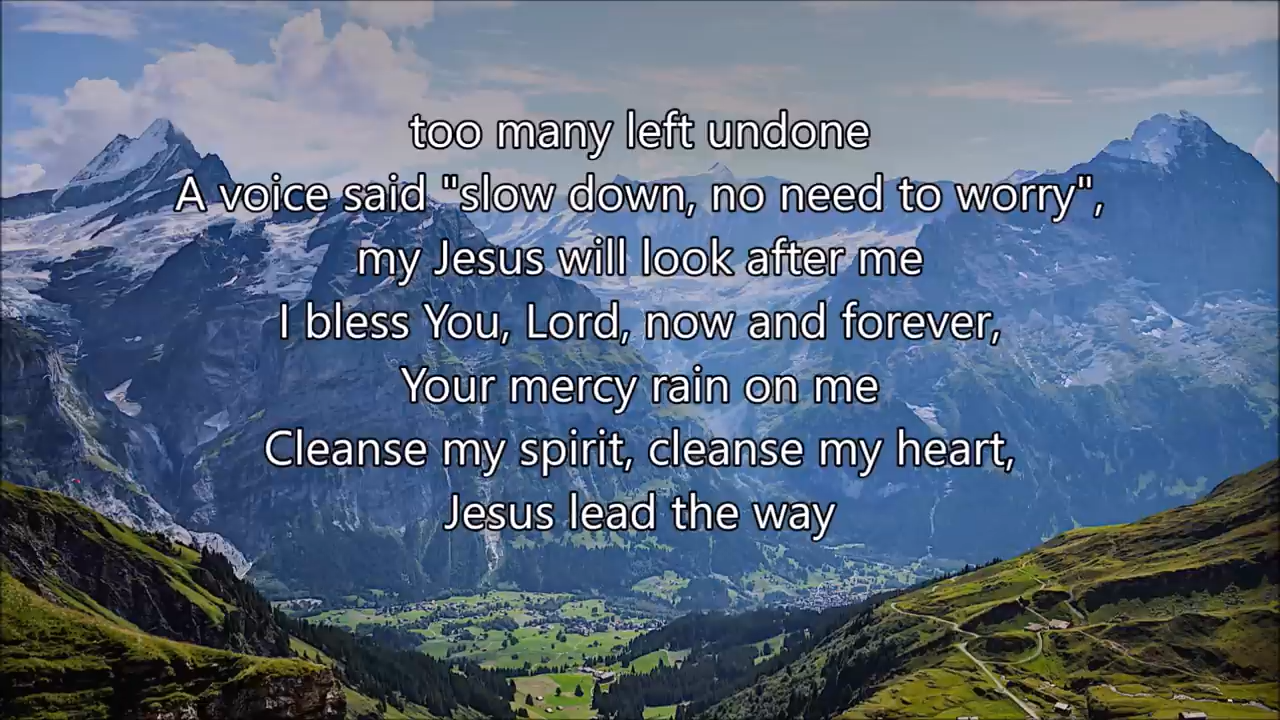 too many left undone
A voice said "slow down, no need to worry",
my Jesus will look after me
I bless You, Lord, now and forever,
Your mercy rain on me
Cleanse my spirit, cleanse my heart,
Jesus lead the way